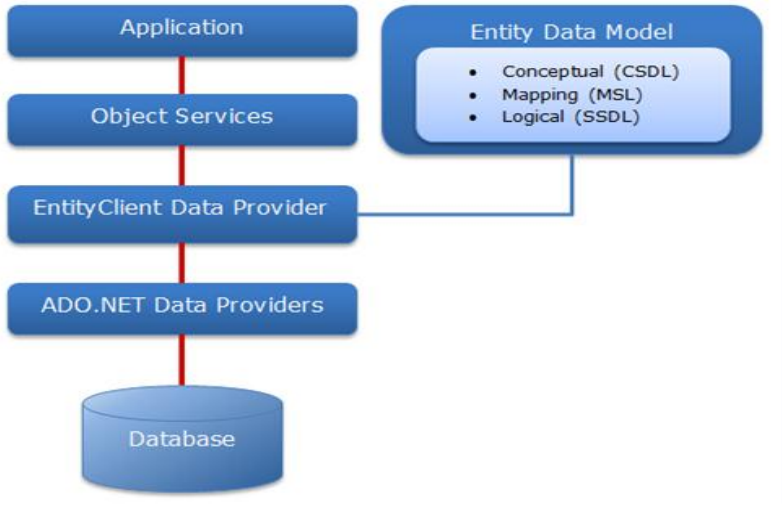 Application
Object Services
EntityClient Data Provider
ADO.NET Data Providers
Database
Entity Data Model
• Conceptual (CSDL)
• Mapping (MSL)
• Logical (SSDL)